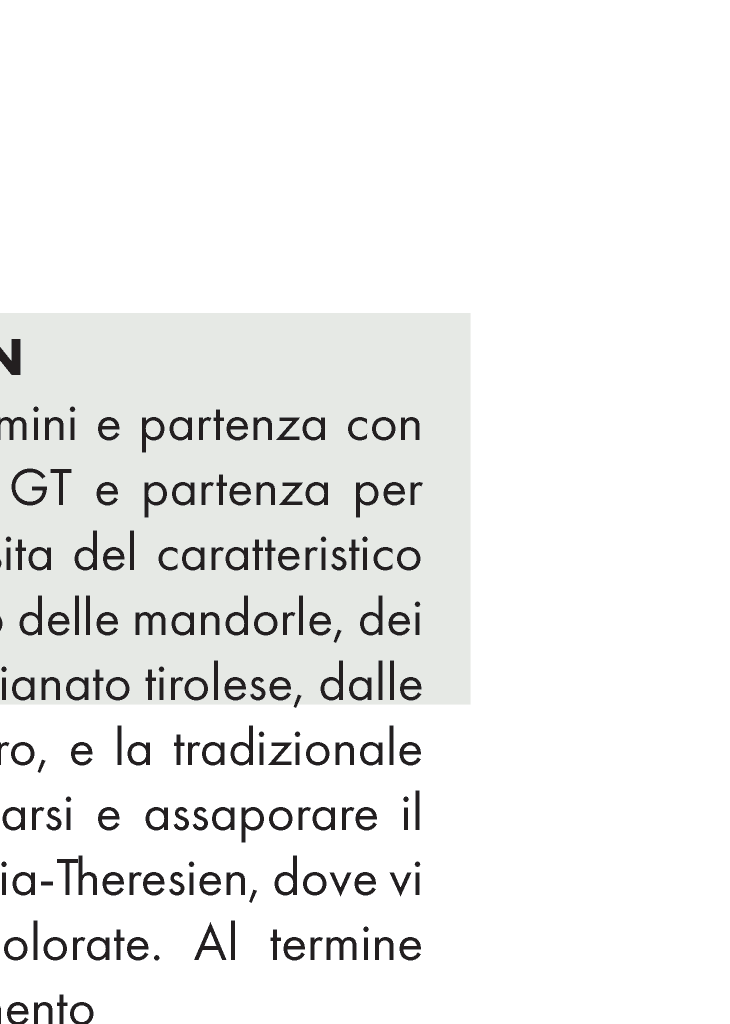 N
mini e partenza con
GT e partenza per
sita del caratteristico
o delle mandorle, dei
ianato tirolese, dalle
ro, e la tradizionale
arsi e assaporare il
ia-Theresien, dove vi
olorate. Al termine
mento